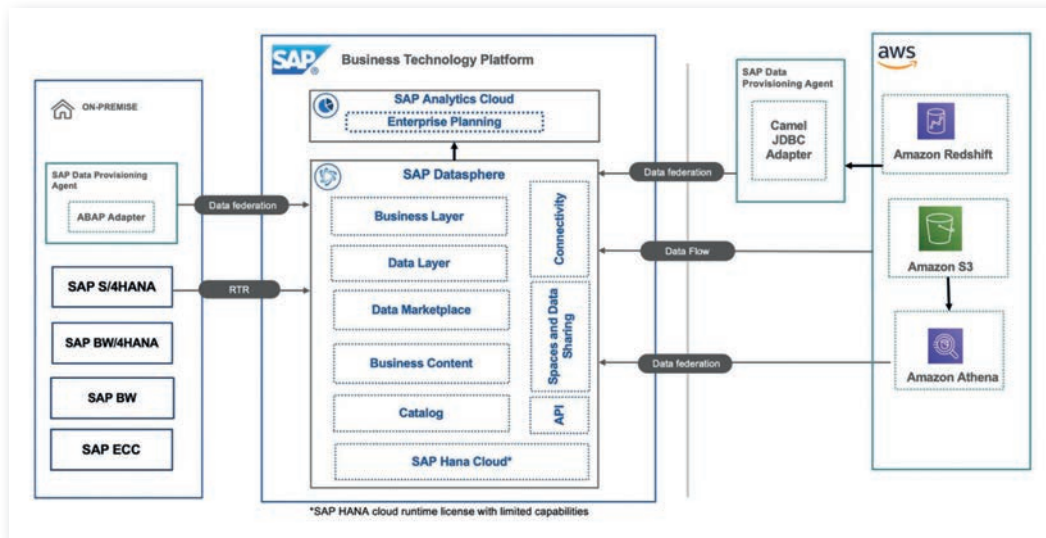 SAP
Business Technology Platform
ON-PREMISE
SAP Data Provisioning
Agent
ABAP Adapter
SAP S/4HANA
SAP BW/4HANA
SAP BW
SAP ECC
Data federation
RTR
SAP Analytics Cloud
Enterprise Planning
SAP Datasphere
Business Layer
Data Layer
Data Marketplace
Business Content
Catalog
SAP Hana Cloud*
Connectivity
Spaces and Data
Sharing
API
*SAP HANA cloud runtime license with limited capabilities
Data federation
Data Flow
Data federation
SAP Data
Provisioning Agent
Camel
JDBC
Adapter
aws
Amazon Redshift
Amazon S3
Amazon Athena